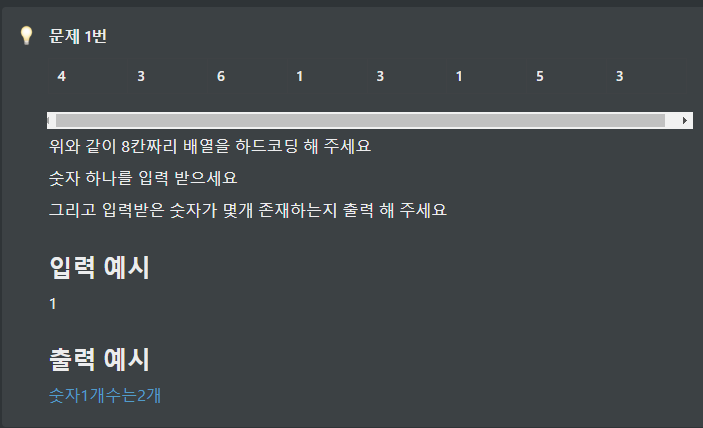 문제 1번
4 3 6 1 3 1 5 3
위와 같이 8칸짜리 배열을 하드코딩 해 주세요
숫자 하나를 입력 받으세요
그리고 입력받은 숫자가 몇개 존재하는지 출력 해 주세요
입력 예시
1
출력 예시
숫자1개수는2개